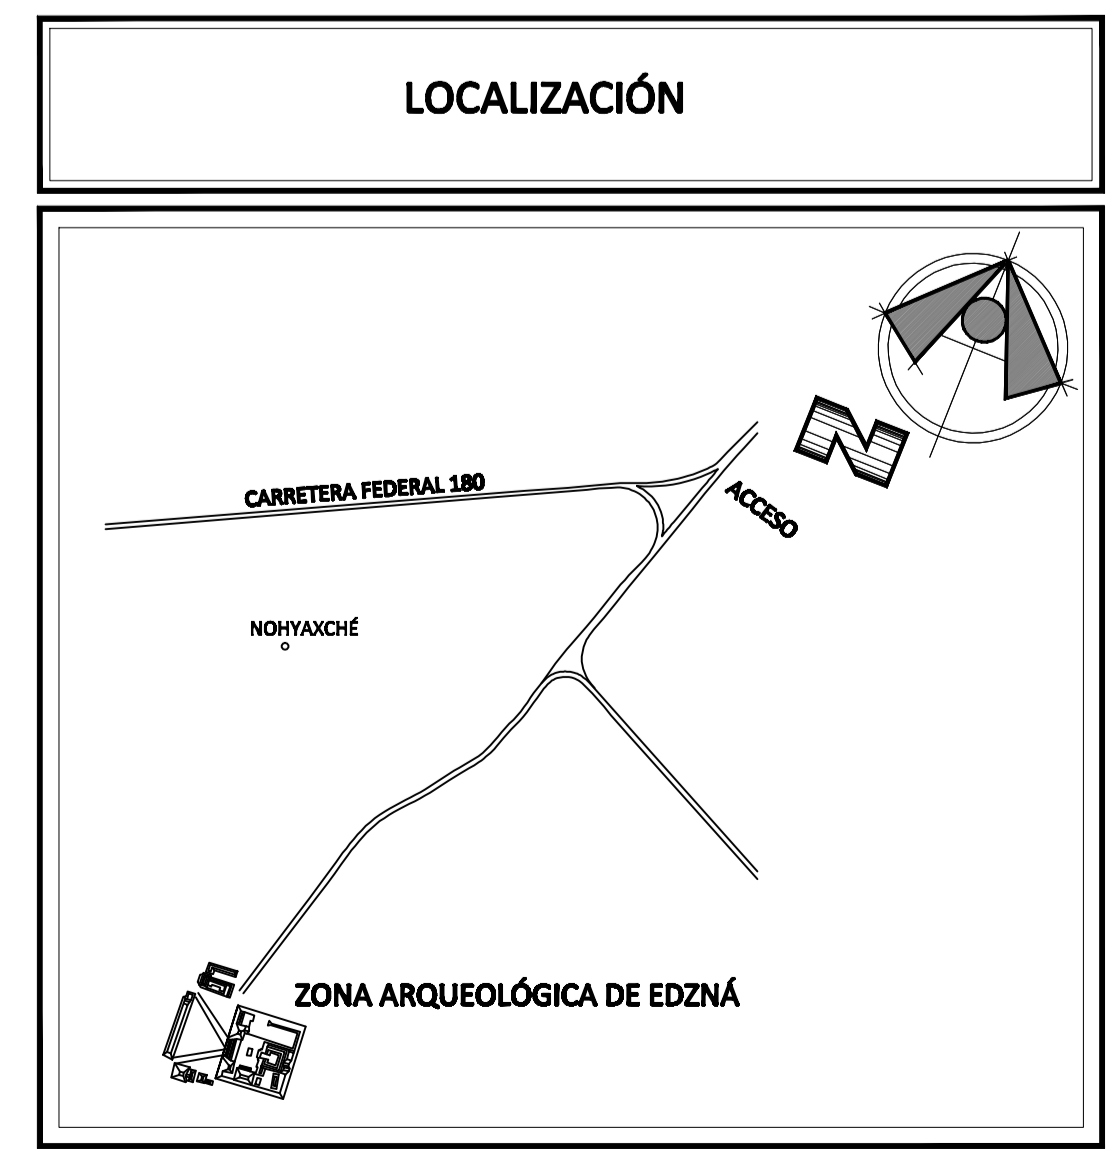 LOCALIZACIÓN
N
CARRETERA FEDERAL 180
ACCESO
NOHYAXCHÉ
ZONA ARQUEOLÓGICA DE EDZNÁ